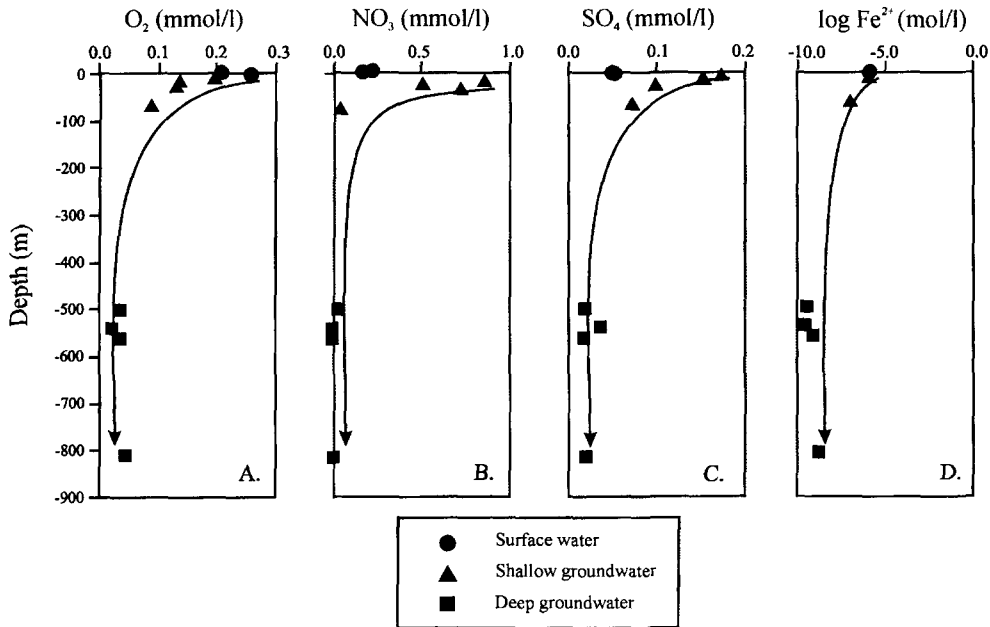 O₂ (mmol/l) NO₃ (mmol/l) SO₄ (mmol/l) log Fe²⁺ (mol/l)
0.0 0.1 0.2 0.3 0.0 0.5 1.0 0.0 0.1 0.2 -10.0 -5.0 0.0
0
-100
-200
-300
-400
-500
-600
-700
-800
-900
Depth (m)
A. B. C. D.
Surface water
Shallow groundwater
Deep groundwater